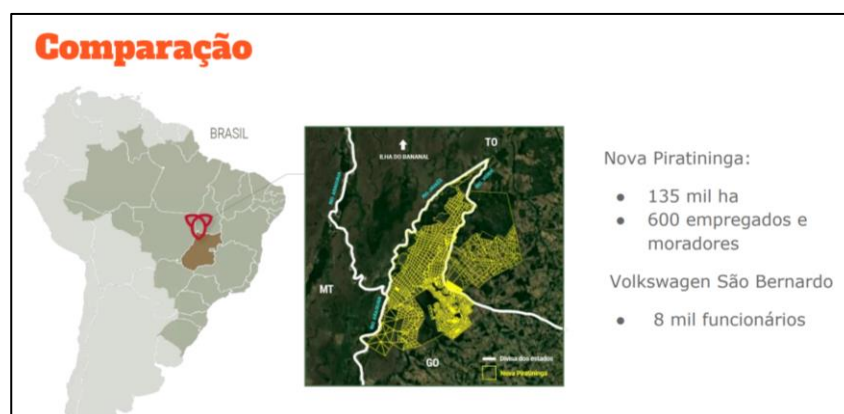 Comparação
BRASIL
TO
ILHA DO BANANAL
MT
GO
Divisa dos estados
Nova Piratininga
Nova Piratininga:
● 135 mil ha
● 600 empregados e
moradores
Volkswagen São Bernardo
● 8 mil funcionários